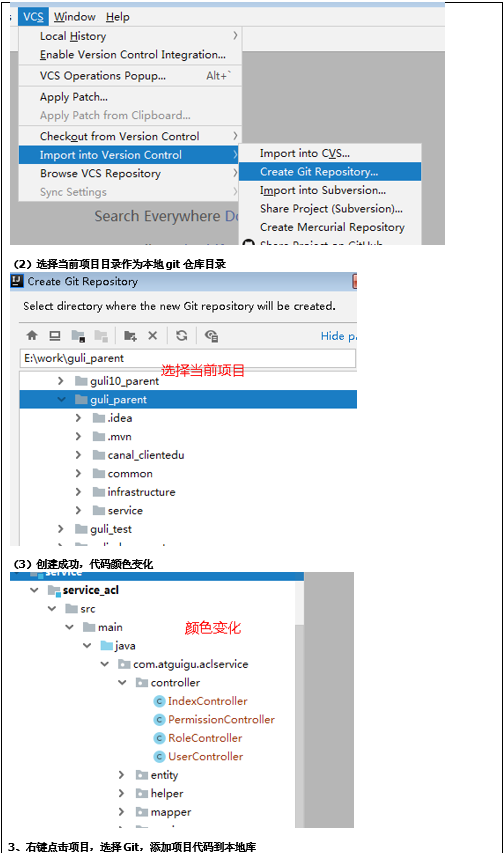 VCS Window Help
Local History
Enable Version Control Integration...
VCS Operations Popup... Alt+`
Apply Patch...
Apply Patch from Clipboard...
Checkout from Version Control
Import into Version Control
Import into CVS...
Browse VCS Repository
Create Git Repository...
Sync Settings
Import into Subversion...
Share Project (Subversion)...
Search Everywhere Do
Create Mercurial Repository
Share Project on GitHub
（2）选择当前项目目录作为本地 git 仓库目录
Create Git Repository
Select directory where the new Git repository will be created.
Hide pa
E:\work\guli_parent
选择当前项目
guli10_parent
guli_parent
.idea
.mvn
canal_clientedu
common
infrastructure
service
guli_test
（3）创建成功，代码颜色变化
service
service_acl
src
main
颜色变化
java
com.atguigu.aclservice
controller
IndexController
PermissionController
RoleController
UserController
entity
helper
mapper
3、右键点击项目，选择 Git，添加项目代码到本地库